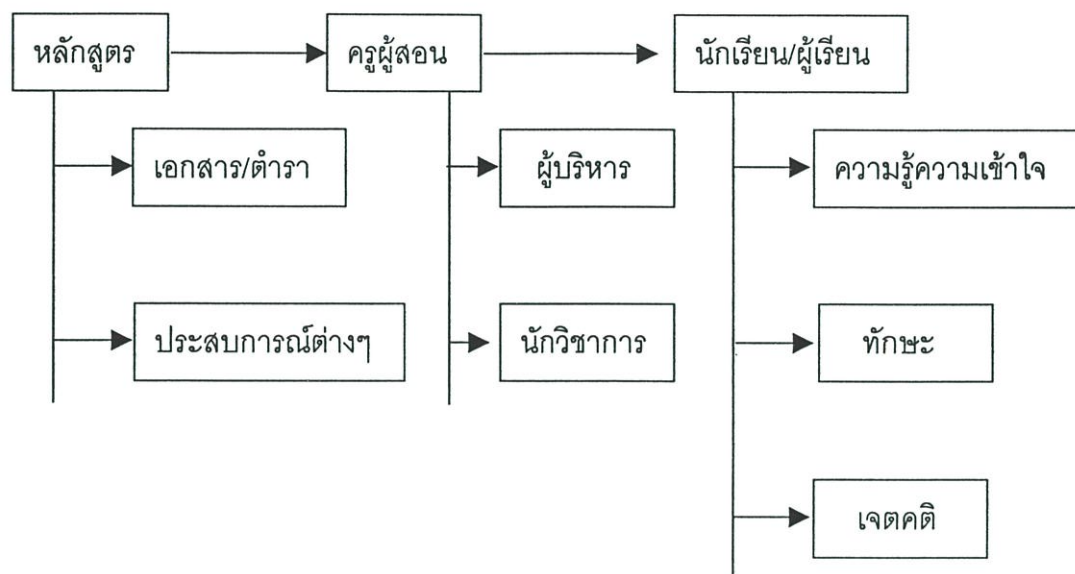 หลักสูตร
ครูผู้สอน
นักเรียน/ผู้เรียน
เอกสาร/ตำรา
ผู้บริหาร
ความรู้ความเข้าใจ
ประสบการณ์ต่างๆ
นักวิชาการ
ทักษะ
เจตคติ